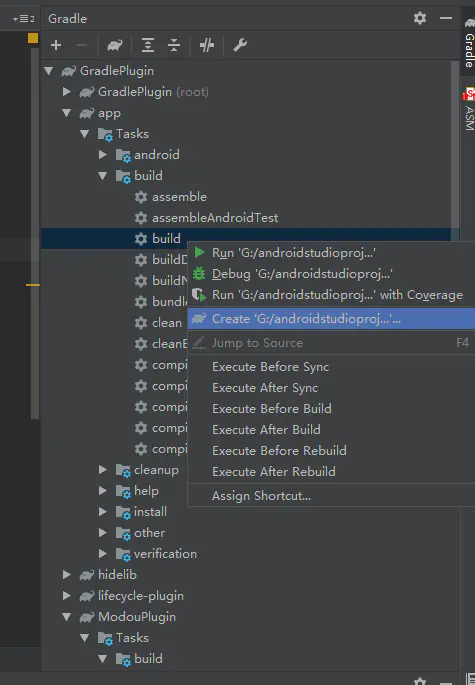 2
Gradle
Gradle
ASM
GradlePlugin
GradlePlugin (root)
app
Tasks
android
build
assemble
assembleAndroidTest
build
buildD
buildN
bundle
clean
cleanB
compi
compi
compi
compi
compi
cleanup
help
install
other
verification
hidelib
lifecycle-plugin
ModouPlugin
Tasks
build
Run 'G:/androidstudioproj...'
Debug 'G:/androidstudioproj...'
Run 'G:/androidstudioproj...' with Coverage
Create 'G:/androidstudioproj...'...
Jump to Source F4
Execute Before Sync
Execute After Sync
Execute Before Build
Execute After Build
Execute Before Rebuild
Execute After Rebuild
Assign Shortcut...